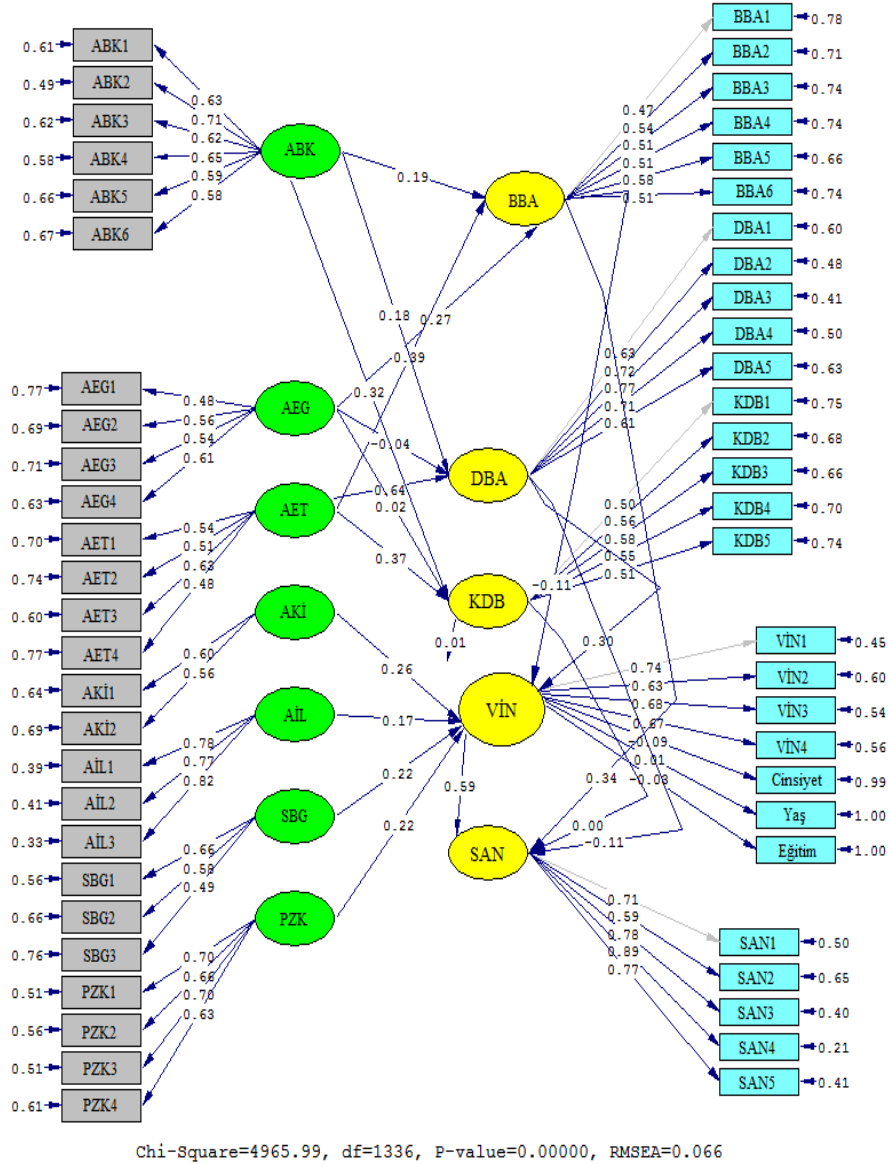 0.61 ABK1
0.49 ABK2
0.62 ABK3
0.58 ABK4
0.66 ABK5
0.67 ABK6
0.63
0.71
0.62
0.65
0.59
0.58
ABK
0.77 AEG1
0.69 AEG2
0.71 AEG3
0.63 AEG4
0.48
0.56
0.54
0.61
AEG
0.70 AET1
0.74 AET2
0.60 AET3
0.77 AET4
0.54
0.51
0.63
0.48
AET
0.64 AKİ1
0.69 AKİ2
0.60
0.56
AKİ
0.39 AİL1
0.41 AİL2
0.33 AİL3
0.78
0.77
0.82
AİL
0.56 SBG1
0.66 SBG2
0.76 SBG3
0.66
0.58
0.49
SBG
0.51 PZK1
0.56 PZK2
0.51 PZK3
0.61 PZK4
0.70
0.66
0.70
0.63
PZK
0.19
0.18
0.27
0.39
0.32
-0.04
0.64
0.02
0.37
0.01
0.26
0.17
0.22
0.22
0.59
-0.11
0.30
0.34
-0.03
0.00
-0.11
BBA
0.47
0.54
0.51
0.51
0.58
0.51
BBA1 0.78
BBA2 0.71
BBA3 0.74
BBA4 0.74
BBA5 0.66
BBA6 0.74
DBA
0.63
0.72
0.77
0.71
0.61
DBA1 0.60
DBA2 0.48
DBA3 0.41
DBA4 0.50
DBA5 0.63
KDB
0.50
0.56
0.58
0.55
0.51
KDB1 0.75
KDB2 0.68
KDB3 0.66
KDB4 0.70
KDB5 0.74
VİN
0.74
0.63
0.68
0.67
-0.09
0.01
VİN1 0.45
VİN2 0.60
VİN3 0.54
VİN4 0.56
Cinsiyet 0.99
Yaş 1.00
Eğitim 1.00
SAN
0.71
0.59
0.78
0.89
0.77
SAN1 0.50
SAN2 0.65
SAN3 0.40
SAN4 0.21
SAN5 0.41
Chi-Square=4965.99, df=1336, P-value=0.00000, RMSEA=0.066